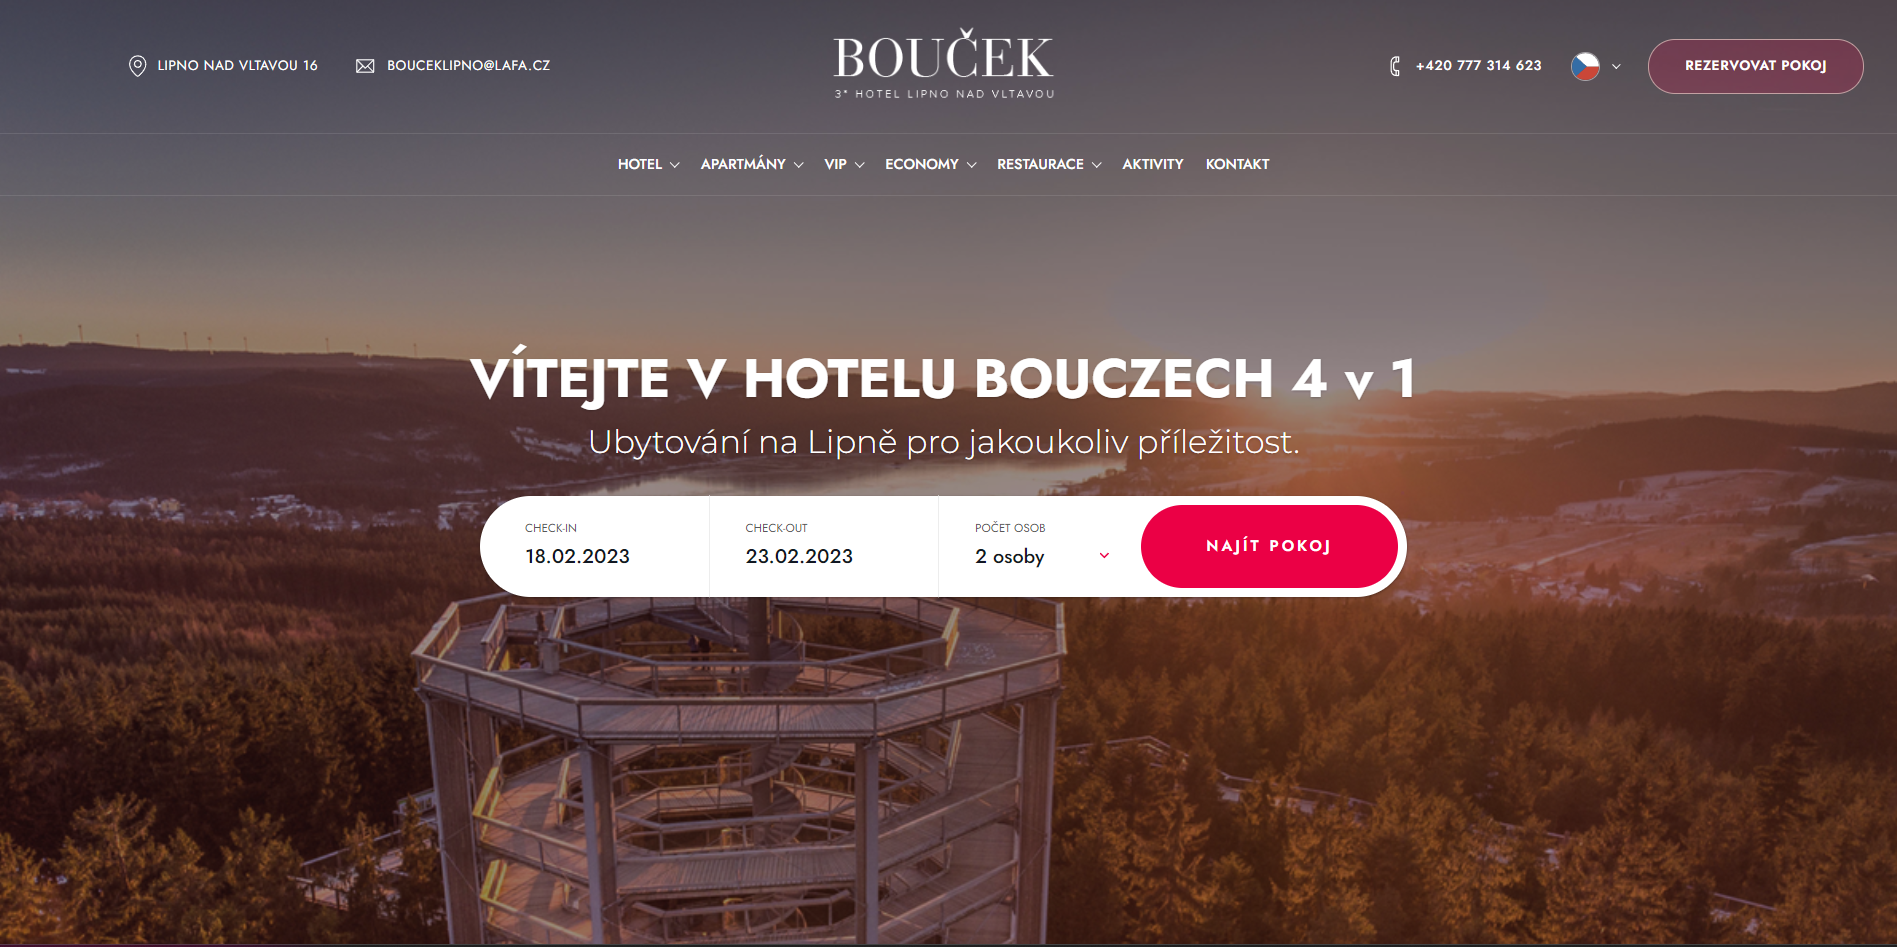 LIPNO NAD VLTAVOU 16
BOUCEKLIPNO@LAFA.CZ
BOUČEK
3* HOTEL LIPNO NAD VLTAVOU
+420 777 314 623
REZERVOVAT POKOJ
HOTEL APARTMÁNY VIP ECONOMY RESTAURACE AKTIVITY KONTAKT
VÍTEJTE V HOTELU BOUCZECH 4 v 1
Ubytování na Lipně pro jakoukoliv příležitost.
CHECK-IN
18.02.2023
CHECK-OUT
23.02.2023
POČET OSOB
2 osoby
NAJÍT POKOJ